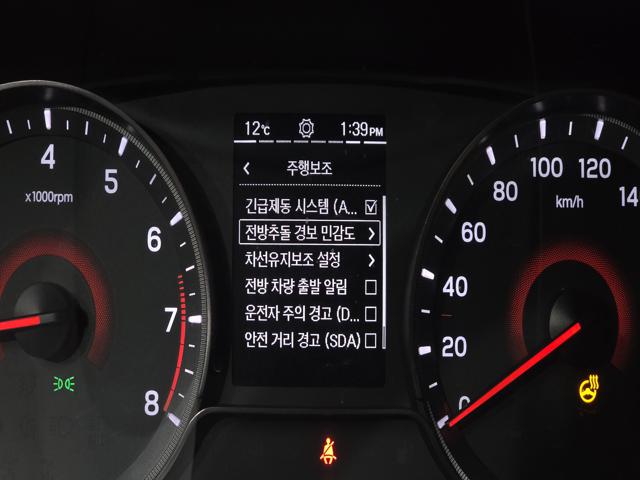 12℃ 1:39PM
< 주행보조
긴급제동 시스템 (A...
전방추돌 경보 민감도 >
차선유지보조 설정 >
전방 차량 출발 알림
운전자 주의 경고 (D...
안전 거리 경고 (SDA)
4
5
6
7
8
x1000rpm
0
20
40
60
80
100
120
14
km/h